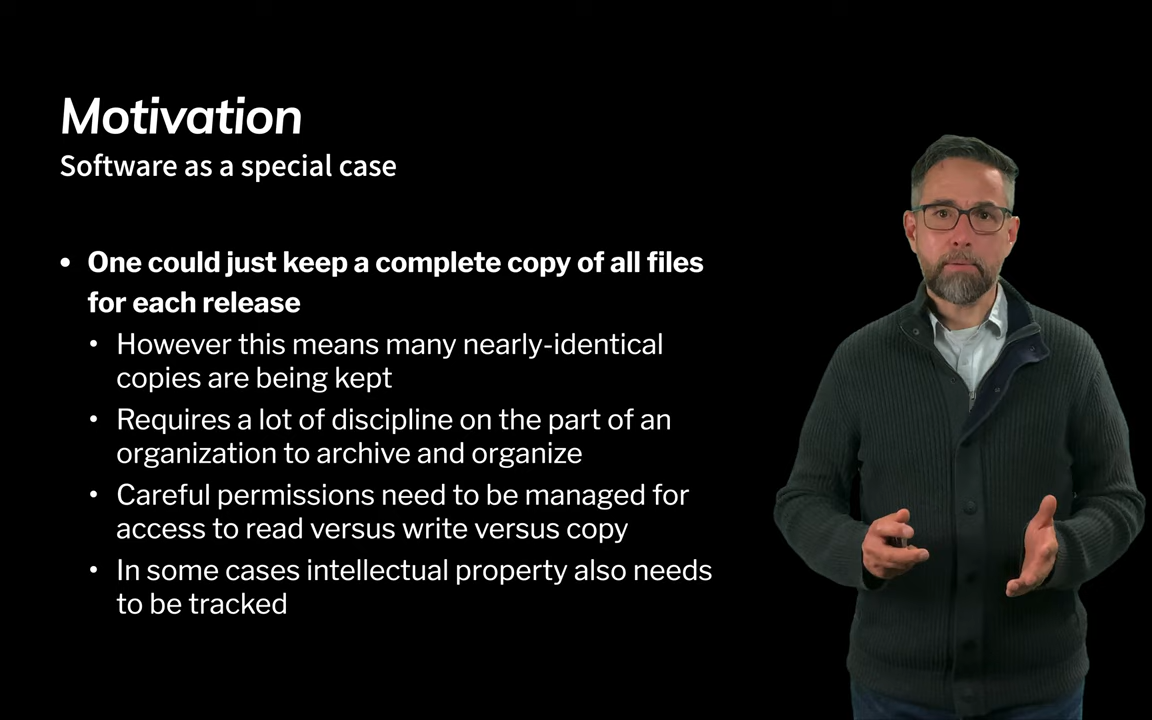 Motivation
Software as a special case
• One could just keep a complete copy of all files
for each release
• However this means many nearly-identical
copies are being kept
• Requires a lot of discipline on the part of an
organization to archive and organize
• Careful permissions need to be managed for
access to read versus write versus copy
• In some cases intellectual property also needs
to be tracked